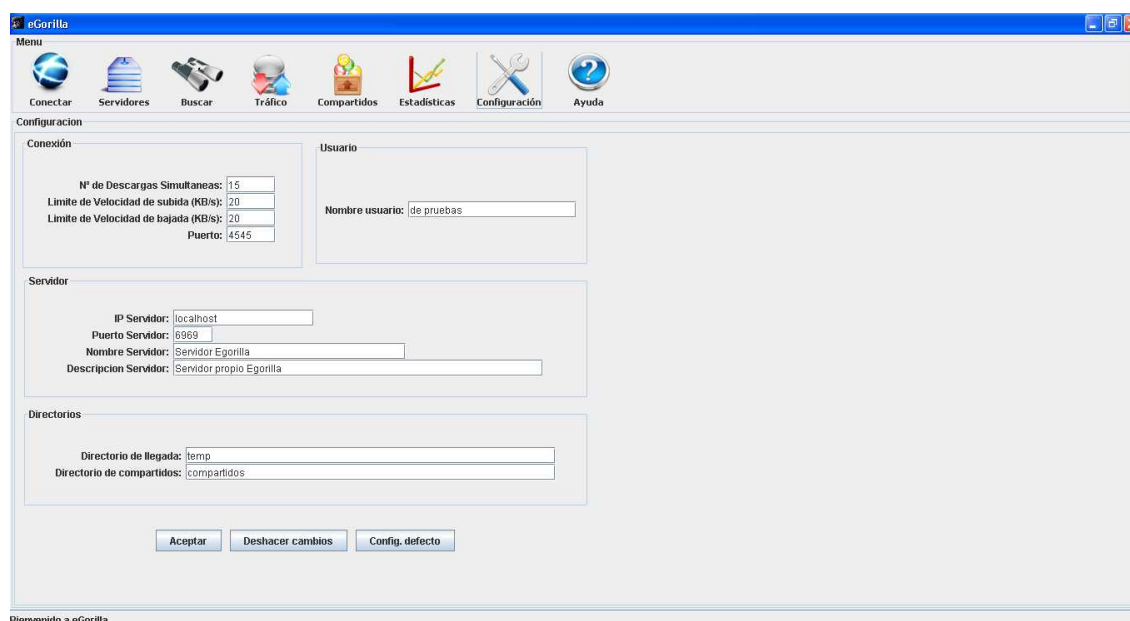 eGorilla
Menu
Conectar Servidores Buscar Tráfico Compartidos Estadísticas Configuración Ayuda
Configuracion
Conexión
Nº de Descargas Simultaneas: 15
Limite de Velocidad de subida (KB/s): 20
Limite de Velocidad de bajada (KB/s): 20
Puerto: 4545
Usuario
Nombre usuario: de pruebas
Servidor
IP Servidor: localhost
Puerto Servidor: 6969
Nombre Servidor: Servidor Egorilla
Descripcion Servidor: Servidor propio Egorilla
Directorios
Directorio de llegada: temp
Directorio de compartidos: compartidos
Aceptar Deshacer cambios Config. defecto
Bienvenido a eGorilla